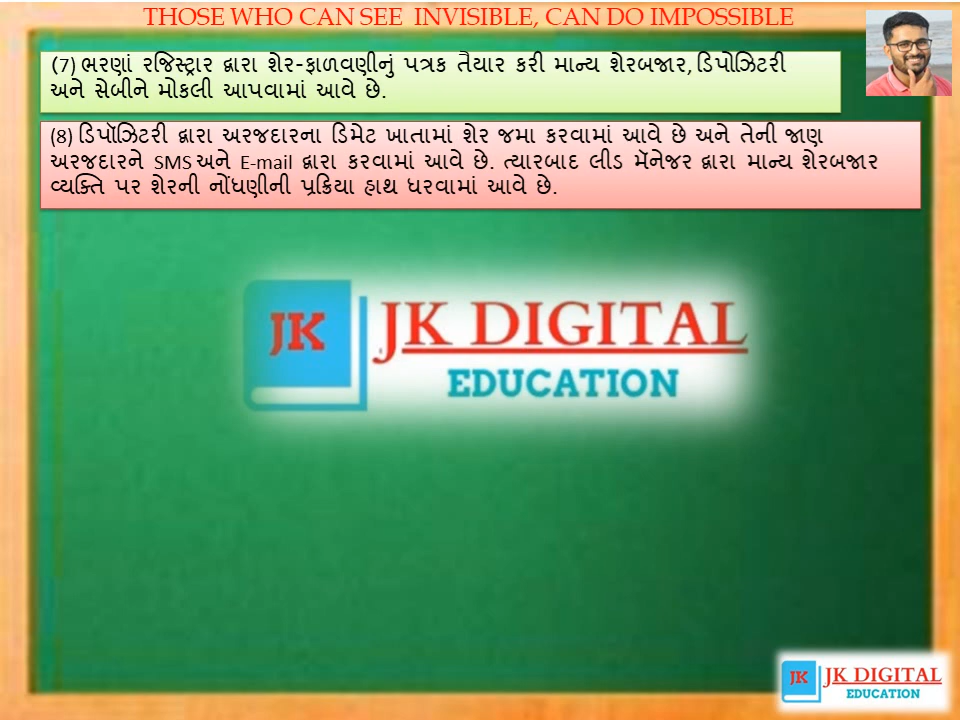 THOSE WHO CAN SEE INVISIBLE, CAN DO IMPOSSIBLE
(7) ભરણાં રજિસ્ટ્રાર દ્વારા શેર-ફાળવણીનું પત્રક તૈયાર કરી માન્ય શેરબજાર, ડિપોઝિટરી
અને સેબીને મોકલી આપવામાં આવે છે.
(8) ડિપૉઝિટરી દ્વારા અરજદારના ડિમેટ ખાતામાં શેર જમા કરવામાં આવે છે અને તેની જાણ
અરજદારને SMS અને E-mail દ્વારા કરવામાં આવે છે. ત્યારબાદ લીડ મૅનેજર દ્વારા માન્ય શેરબજાર
વ્યક્તિ પર શેરની નોંધણીની પ્રક્રિયા હાથ ધરવામાં આવે છે.
JK JK DIGITAL
EDUCATION
JK JK DIGITAL
EDUCATION